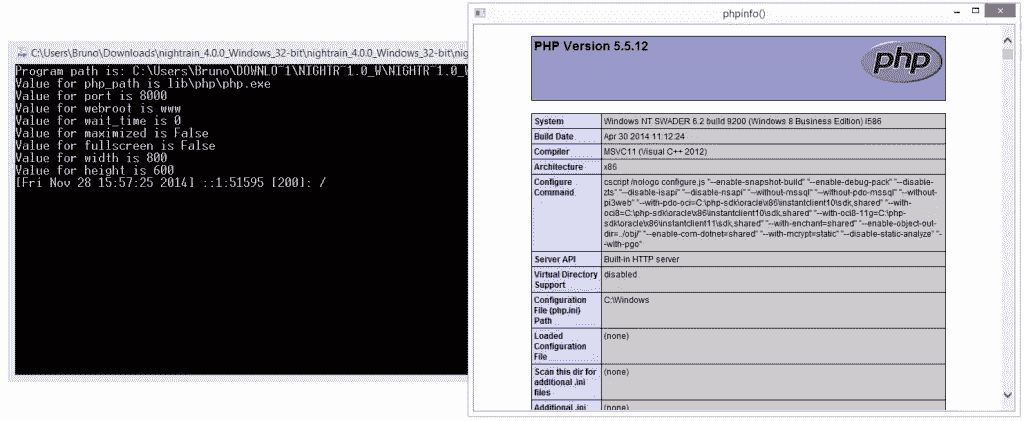 C:\Users\Bruno\Downloads\nightrain_4.0.0_Windows_32-bit\nightrain_4.0.0_Windows_32-bit\nig
Program path is: C:\Users\Bruno\DOWNLO~1\NIGHTR~1.0_W\NIGHTR~1.0_W
Value for php_path is lib\php\php.exe
Value for port is 8000
Value for webroot is www
Value for wait_time is 0
Value for maximized is False
Value for fullscreen is False
Value for width is 800
Value for height is 600
[Fri Nov 28 15:57:25 2014] ::1:51595 [200]: /
phpinfo()
PHP Version 5.5.12
php
System Windows NT SWADER 6.2 build 9200 (Windows 8 Business Edition) i586
Build Date Apr 30 2014 11:12:24
Compiler MSVC11 (Visual C++ 2012)
Architecture x86
Configure cscript /nologo configure.js "--enable-snapshot-build" "--enable-debug-pack" "--disable-
Command zts" "--disable-isapi" "--disable-nsapi" "--without-mssql" "--without-pdo-mssql" "--without-
pi3web" "--with-pdo-oci=C:\php-sdk\oracle\x86\instantclient10\sdk,shared" "--with-
oci8=C:\php-sdk\oracle\x86\instantclient10\sdk,shared" "--with-oci8-11g=C:\php-
sdk\oracle\x86\instantclient11\sdk,shared" "--with-enchant=shared" "--enable-object-out-
dir=../obj/" "--enable-com-dotnet=shared" "--with-mcrypt=static" "--disable-static-analyze" "-
-with-pgo"
Server API Built-in HTTP server
Virtual Directory disabled
Support
Configuration C:\Windows
File (php.ini)
Path
Loaded (none)
Configuration
File
Scan this dir for (none)
additional .ini
files
Additional .ini (none)